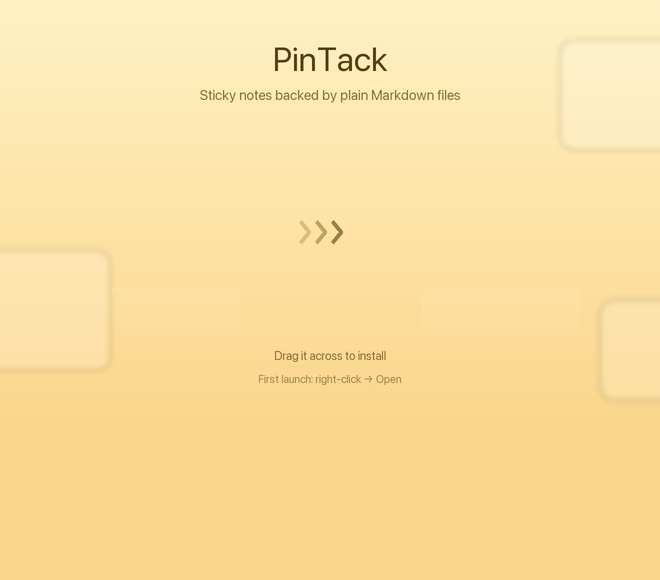 PinTack
Sticky notes backed by plain Markdown files
Drag it across to install
First launch: right-click → Open